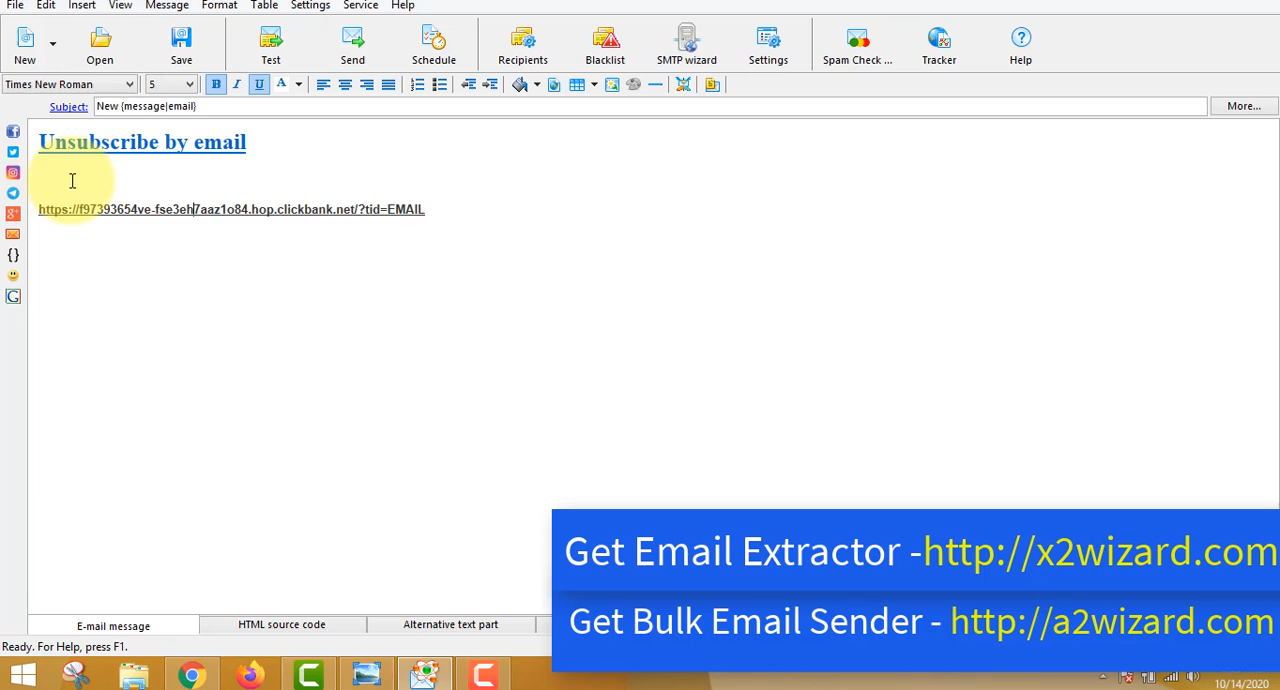 File Edit Insert View Message Format Table Settings Service Help
New Open Save Test Send Schedule Recipients Blacklist SMTP wizard Settings Spam Check ... Tracker Help
Times New Roman 5 B I U A
Subject: New {message|email} More...
Unsubscribe by email
https://f97393654ve-fse3eh7aaz1o84.hop.clickbank.net/?tid=EMAIL
Get Email Extractor -http://x2wizard.com
Get Bulk Email Sender - http://a2wizard.com
E-mail message HTML source code Alternative text part
Ready. For Help, press F1.
10/14/2020